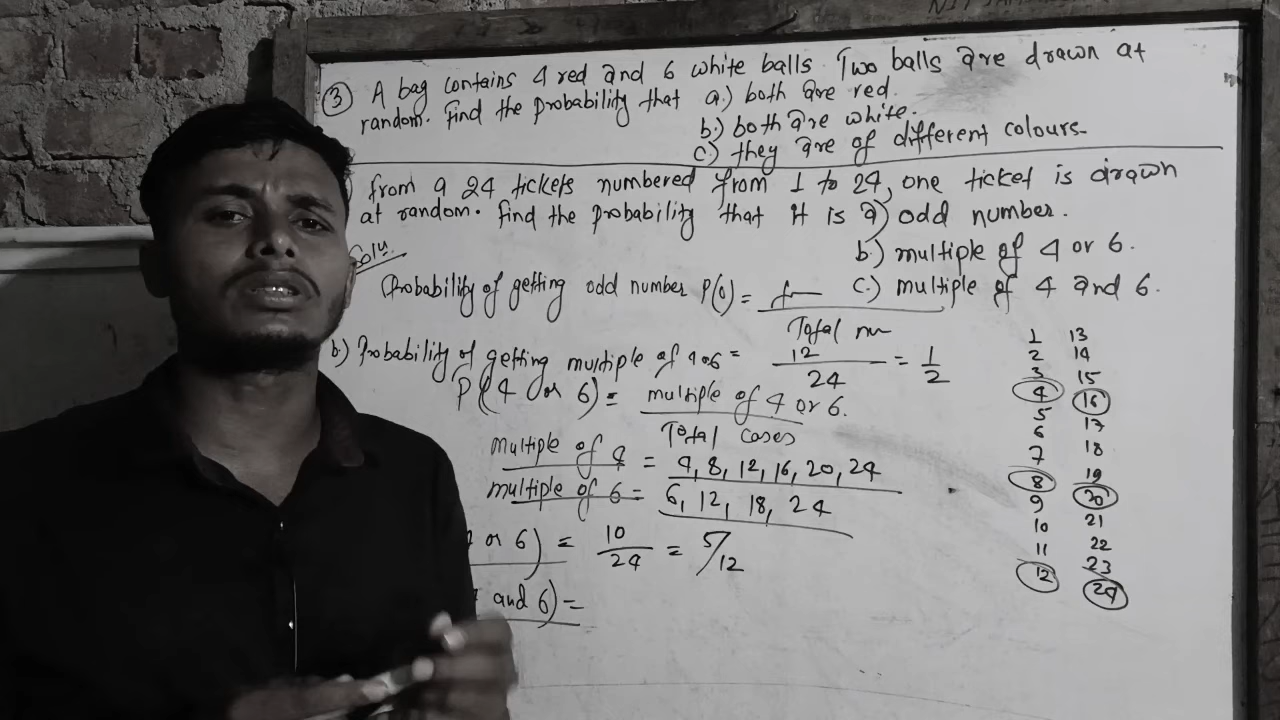 ③ A bag contains 4 red and 6 white balls. Two balls are drawn at
random. Find the probability that a.) both are red.
b.) both are white.
c.) they are of different colours.
) from a 24 tickets numbered from 1 to 24, one ticket is drawn
at random. find the probability that it is a) odd number.
b.) multiple of 4 or 6.
c.) multiple of 4 and 6.
Solu.
Probability of getting odd number P(O) =
Total
b) Probability of getting multiple of 4 or 6 = 12/24 = 1/2
P(4 or 6) = multiple of 4 or 6.
Total cases
multiple of 4 = 4, 8, 12, 16, 20, 24
multiple of 6 = 6, 12, 18, 24
or 6) = 10/24 = 5/12
and 6) =
1 13
2 14
3 15
4 16
5 17
6 18
7 19
8 20
9 21
10 22
11 23
12 24